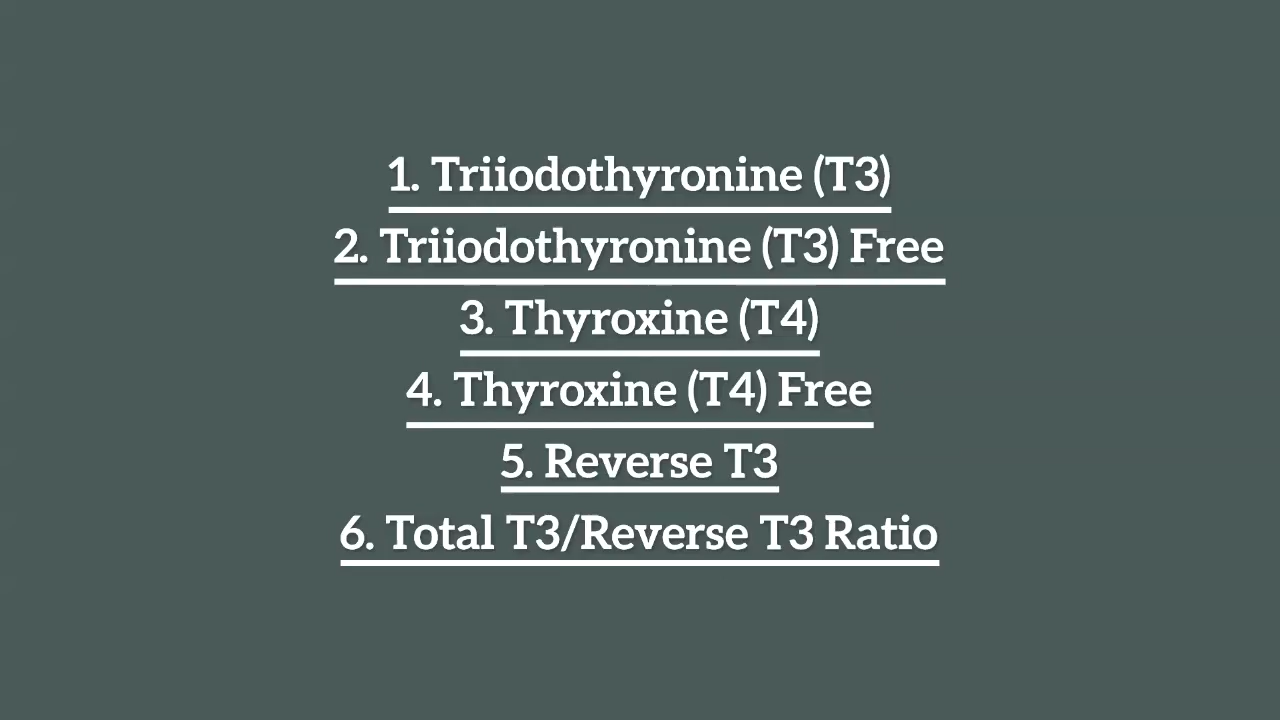 1. Triiodothyronine (T3)
2. Triiodothyronine (T3) Free
3. Thyroxine (T4)
4. Thyroxine (T4) Free
5. Reverse T3
6. Total T3/Reverse T3 Ratio